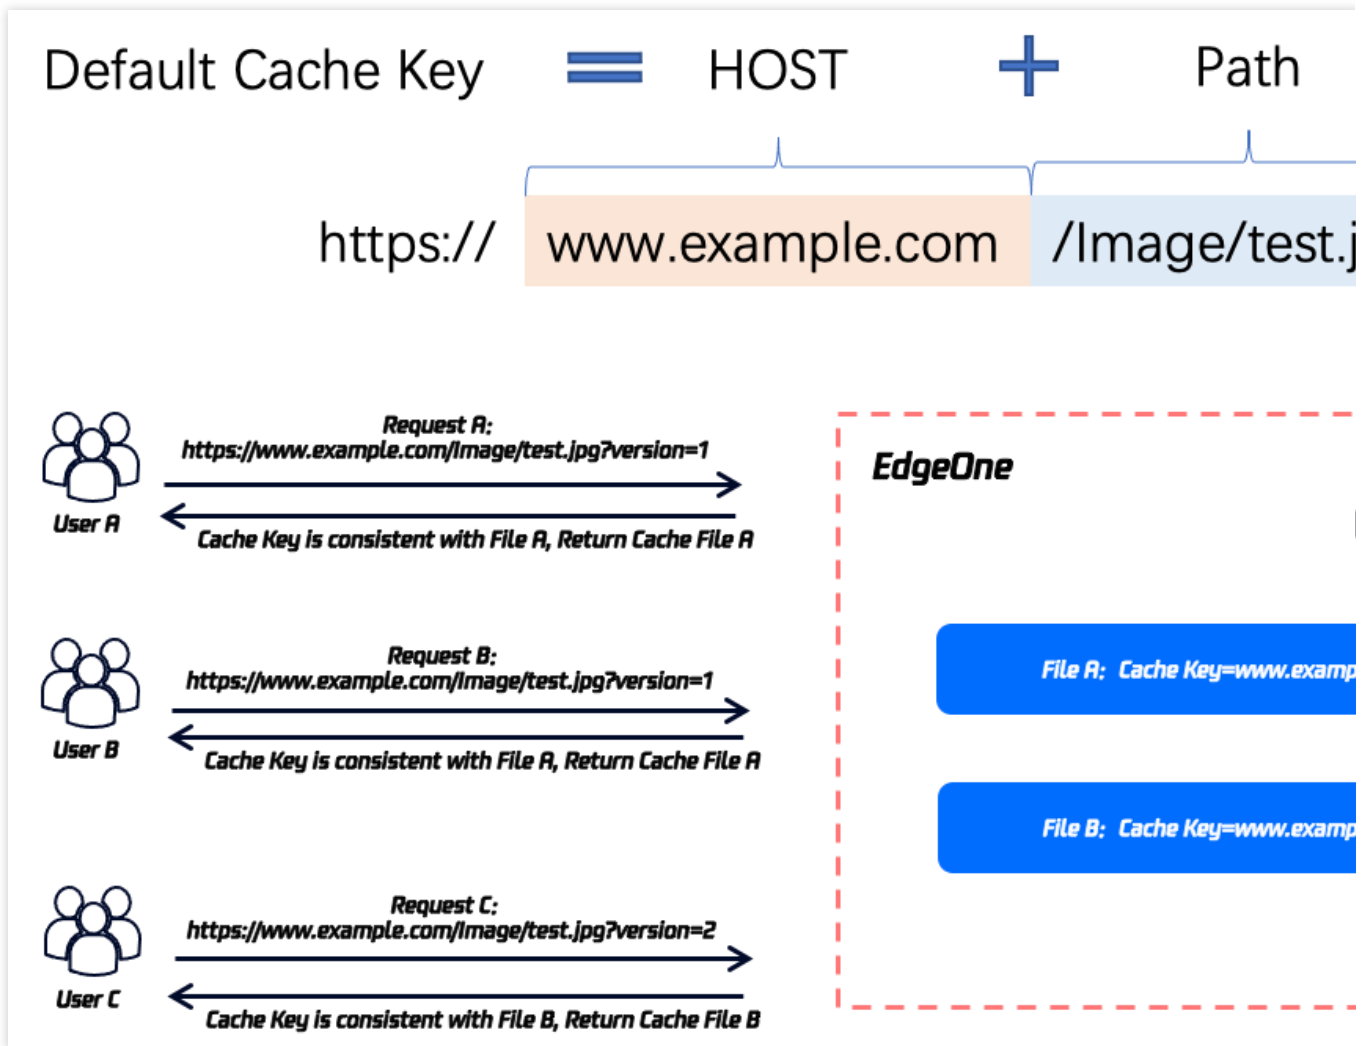 Default Cache Key = HOST + Path
https:// www.example.com /Image/test.j
Request A:
https://www.example.com/Image/test.jpg?version=1
User A
Cache Key is consistent with File A, Return Cache File A
EdgeOne
Request B:
https://www.example.com/Image/test.jpg?version=1
User B
Cache Key is consistent with File A, Return Cache File A
File A: Cache Key=www.examp
File B: Cache Key=www.examp
Request C:
https://www.example.com/Image/test.jpg?version=2
User C
Cache Key is consistent with File B, Return Cache File B